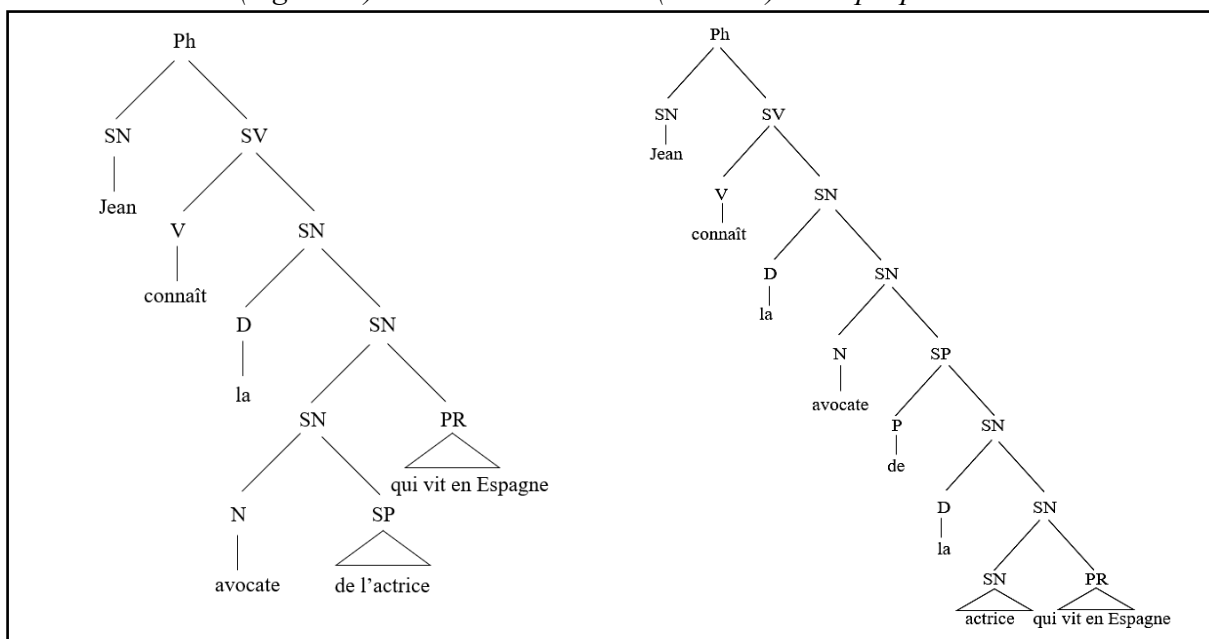 Ph
SN SV
Jean
V SN
connaît
D SN
la
SN PR
qui vit en Espagne
N SP
avocate de l’actrice
Ph
SN SV
Jean
V SN
connaît
D SN
la
N SP
avocate
P SN
de
D SN
la
SN PR
actrice qui vit en Espagne